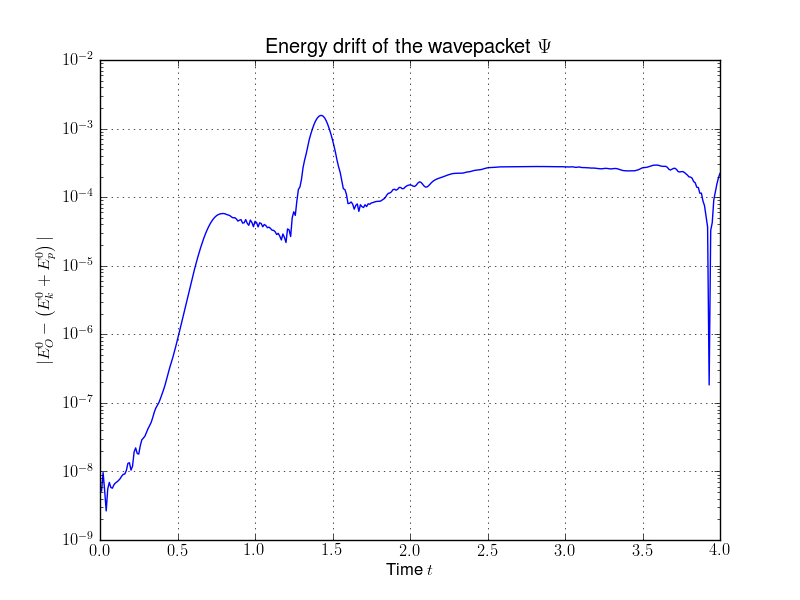 Energy drift of the wavepacket Ψ
10⁻²
10⁻³
10⁻⁴
10⁻⁵
10⁻⁶
10⁻⁷
10⁻⁸
10⁻⁹
|E_O^0 − (E_k^0 + E_p^0) |
0.0 0.5 1.0 1.5 2.0 2.5 3.0 3.5 4.0
Time t